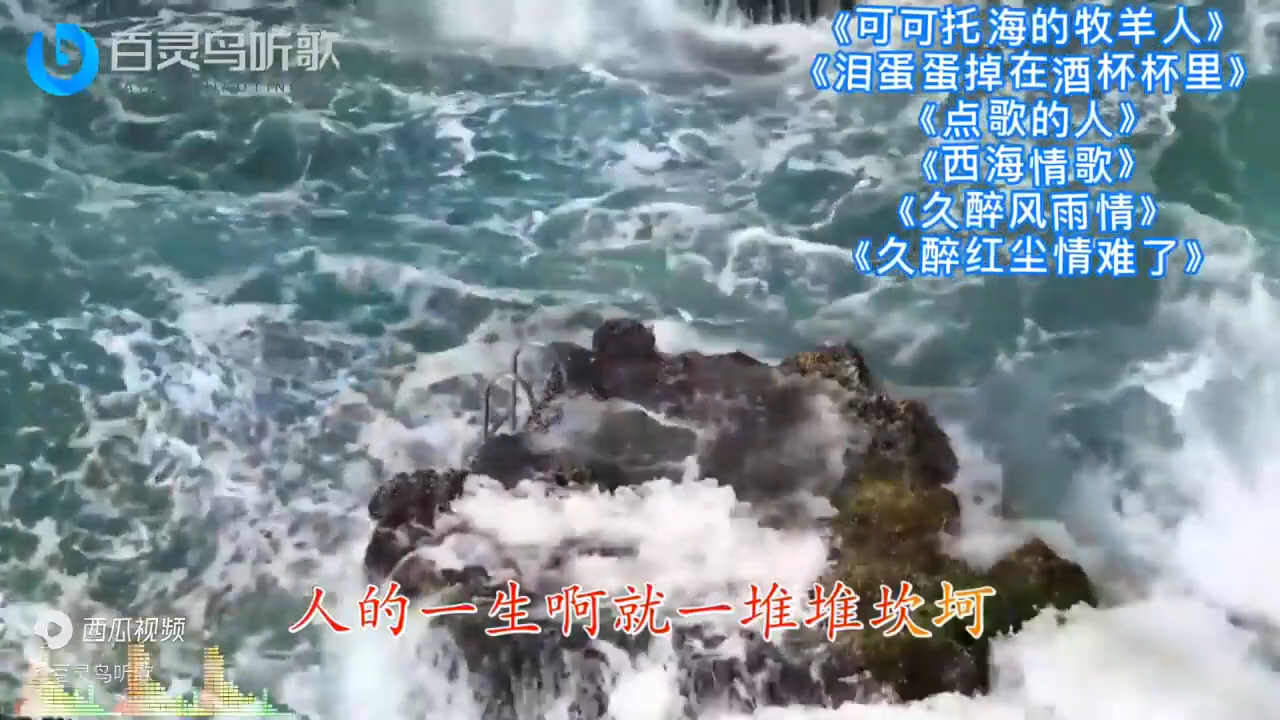 百灵鸟听歌
《可可托海的牧羊人》
《泪蛋蛋掉在酒杯杯里》
《点歌的人》
《西海情歌》
《久醉风雨情》
《久醉红尘情难了》
人的一生啊就一堆堆坎坷
西瓜视频
百灵鸟听歌